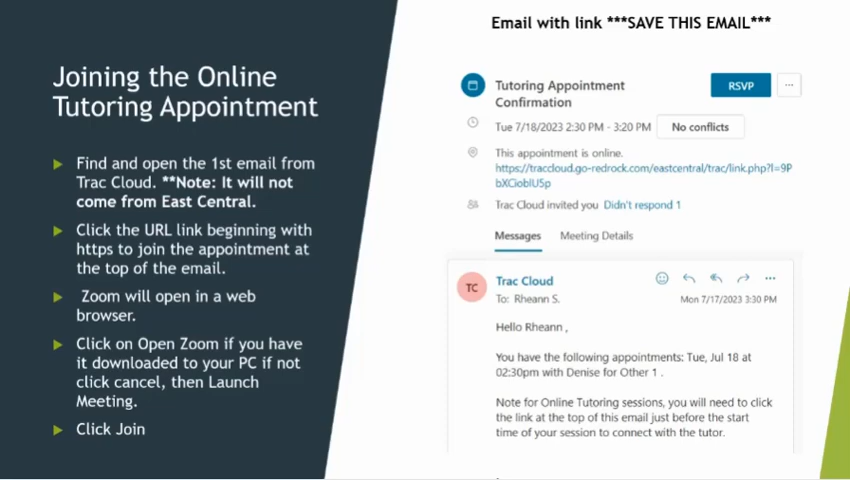 Email with link ***SAVE THIS EMAIL***
Joining the Online
Tutoring Appointment
Find and open the 1st email from
Trac Cloud. **Note: It will not
come from East Central.
Click the URL link beginning with
https to join the appointment at
the top of the email.
Zoom will open in a web
browser.
Click on Open Zoom if you have
it downloaded to your PC if not
click cancel, then Launch
Meeting.
Click Join
Tutoring Appointment
Confirmation
RSVP
Tue 7/18/2023 2:30 PM - 3:20 PM
No conflicts
This appointment is online.
https://traccloud.go-redrock.com/eastcentral/trac/link.php?l=9P
bXCioblU5p
Trac Cloud invited you Didn't respond 1
Messages Meeting Details
TC
Trac Cloud
To: Rheann S.
Mon 7/17/2023 3:30 PM
Hello Rheann ,
You have the following appointments: Tue, Jul 18 at
02:30pm with Denise for Other 1 .
Note for Online Tutoring sessions, you will need to click
the link at the top of this email just before the start
time of your session to connect with the tutor.